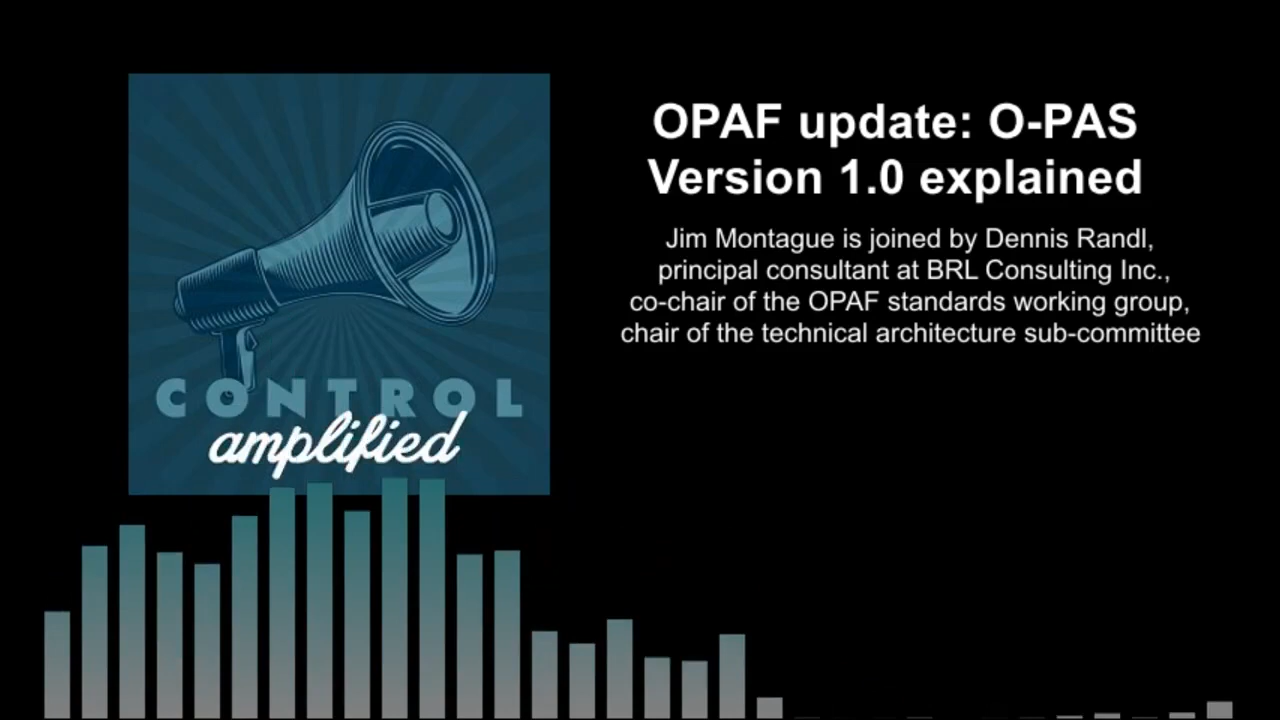 OPAF update: O-PAS
Version 1.0 explained
Jim Montague is joined by Dennis Randl,
principal consultant at BRL Consulting Inc.,
co-chair of the OPAF standards working group,
chair of the technical architecture sub-committee
CONTROL
amplified